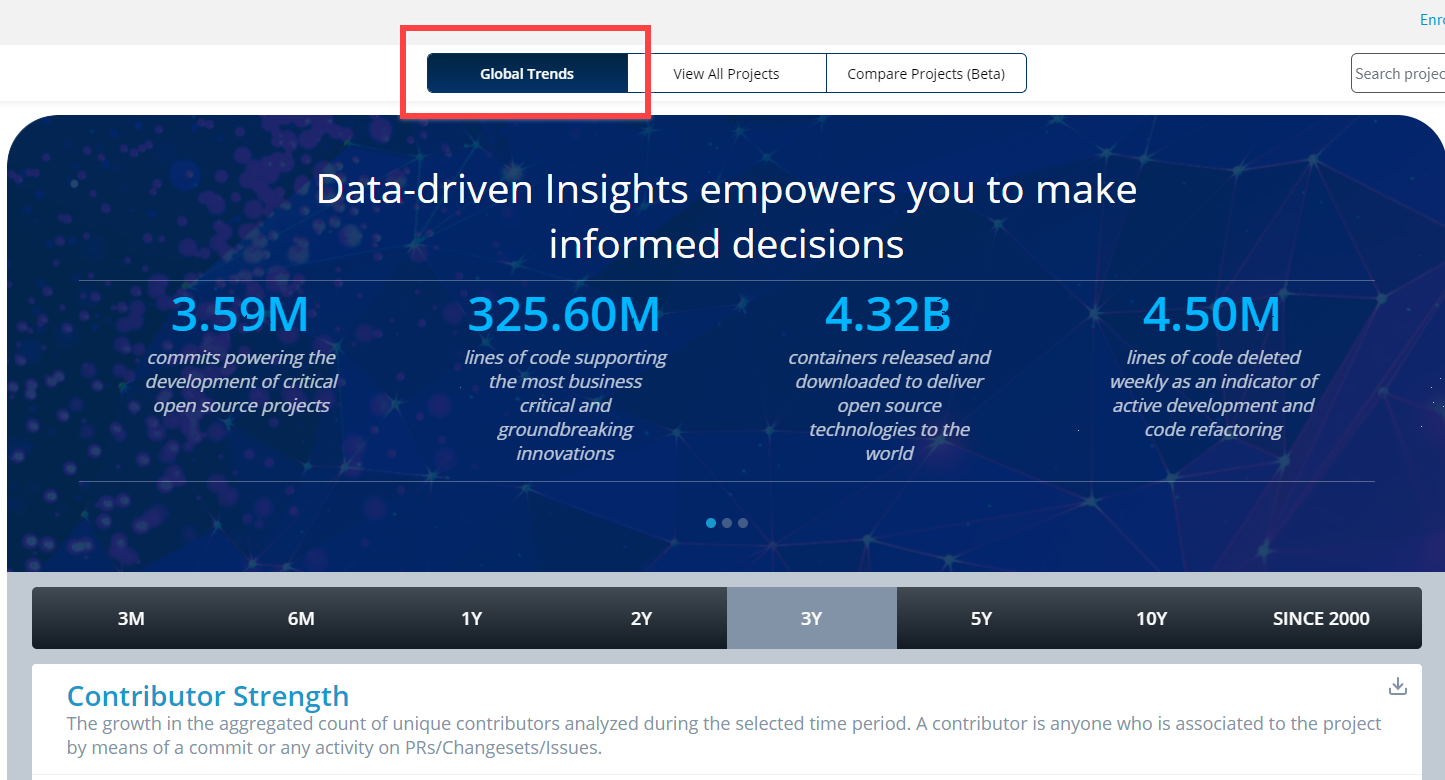 Global Trends
View All Projects
Compare Projects (Beta)
Data-driven Insights empowers you to make
informed decisions
3.59M
commits powering the
development of critical
open source projects
325.60M
lines of code supporting
the most business
critical and
groundbreaking
innovations
4.32B
containers released and
downloaded to deliver
open source
technologies to the
world
4.50M
lines of code deleted
weekly as an indicator of
active development and
code refactoring
3M
6M
1Y
2Y
3Y
5Y
10Y
SINCE 2000
Contributor Strength
The growth in the aggregated count of unique contributors analyzed during the selected time period. A contributor is anyone who is associated to the project
by means of a commit or any activity on PRs/Changesets/Issues.